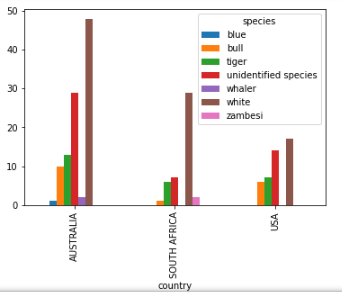 50
40
30
20
10
0
species
blue
bull
tiger
unidentified species
whaler
white
zambesi
AUSTRALIA
SOUTH AFRICA
USA
country